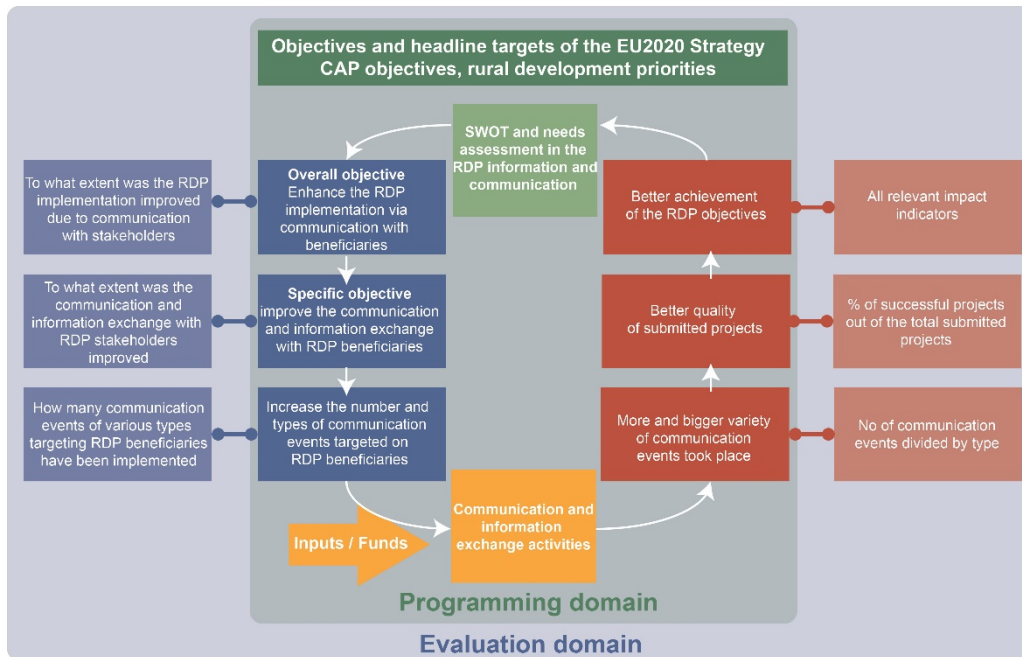 Objectives and headline targets of the EU2020 Strategy
CAP objectives, rural development priorities
SWOT and needs
assessment in the
RDP information and
communication
To what extent was the RDP
implementation improved
due to communication
with stakeholders
Overall objective
Enhance the RDP
implementation via
communication with
beneficiaries
Better achievement
of the RDP objectives
All relevant impact
indicators
To what extent was the
communication and
information exchange with
RDP stakeholders
improved
Specific objective
improve the communication
and information exchange
with RDP beneficiaries
Better quality
of submitted projects
% of successful projects
out of the total submitted
projects
How many communication
events of various types
targeting RDP beneficiaries
have been implemented
Increase the number and
types of communication
events targeted on
RDP beneficiaries
More and bigger variety
of communication
events took place
No of communication
events divided by type
Inputs / Funds
Communication and
information
exchange activities
Programming domain
Evaluation domain